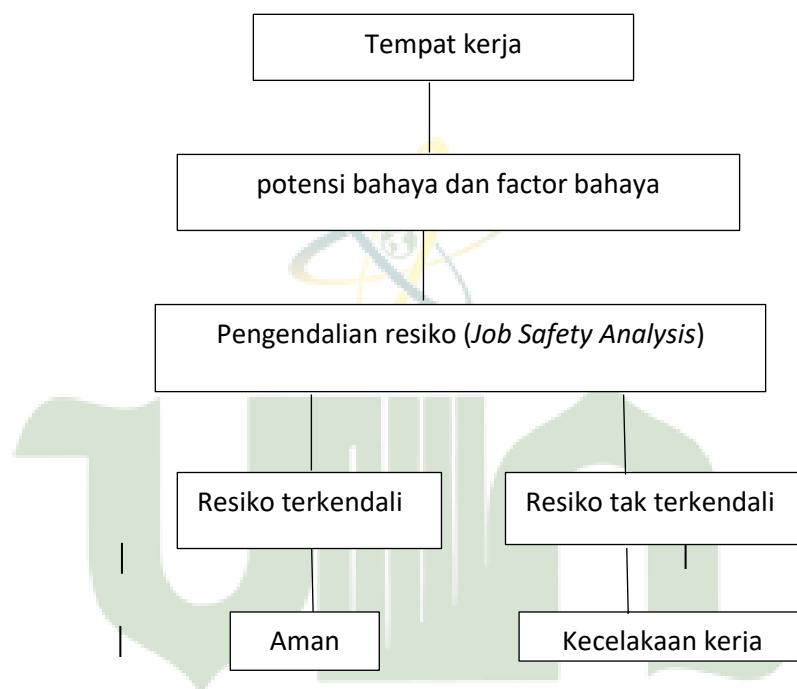 Tempat kerja
potensi bahaya dan factor bahaya
Pengendalian resiko (Job Safety Analysis)
Resiko terkendali
Resiko tak terkendali
Aman
Kecelakaan kerja